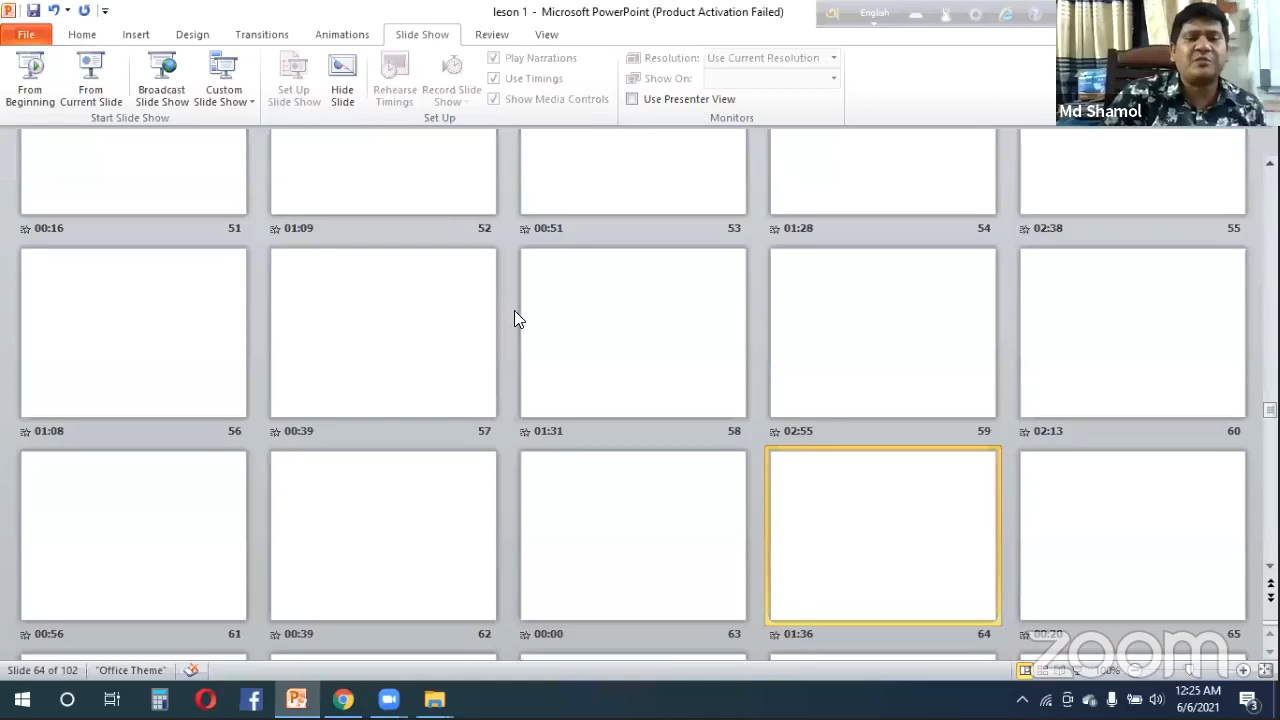 leson 1 - Microsoft PowerPoint (Product Activation Failed)
English
File Home Insert Design Transitions Animations Slide Show Review View
From Beginning
From Current Slide
Broadcast Slide Show
Custom Slide Show
Set Up Slide Show
Hide Slide
Rehearse Timings
Record Slide Show
Play Narrations
Use Timings
Show Media Controls
Resolution: Use Current Resolution
Show On:
Use Presenter View
Start Slide Show
Set Up
Monitors
Md Shamol
00:16 51 01:09 52 00:51 53 01:28 54 02:38 55
01:08 56 00:39 57 01:31 58 02:55 59 02:13 60
00:56 61 00:39 62 00:00 63 01:36 64 00:20 65
zoom
Slide 64 of 102 "Office Theme" 100%
12:25 AM
6/6/2021
3